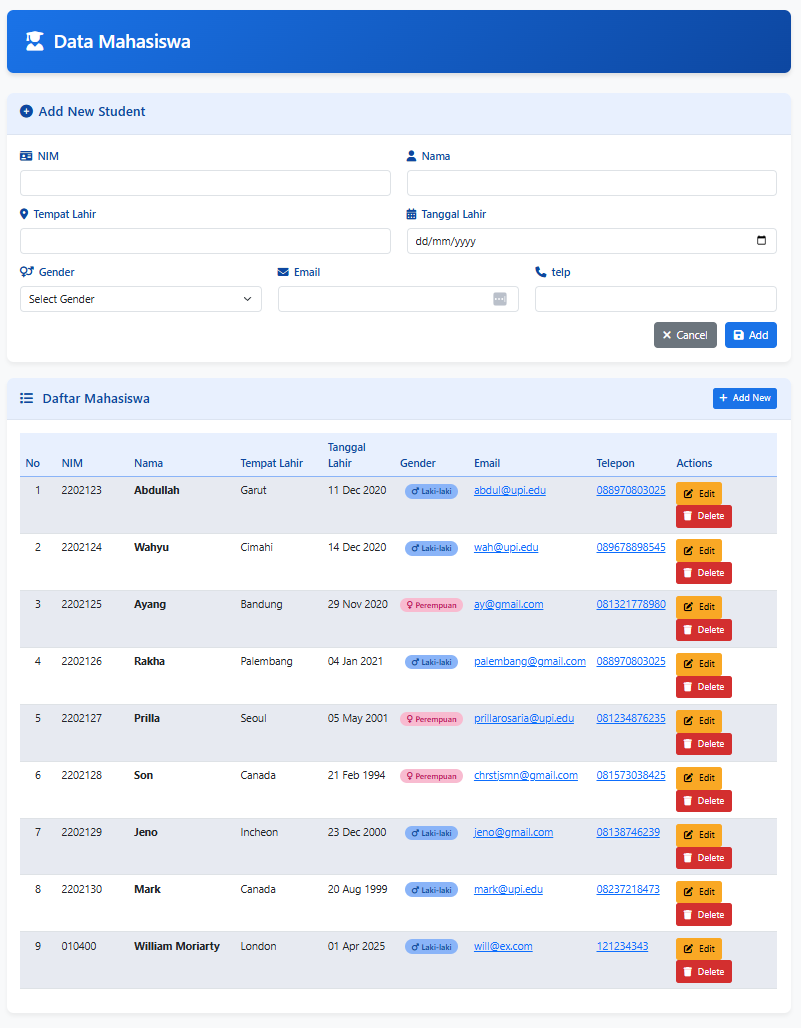 Data Mahasiswa
Add New Student
NIM
Nama
Tempat Lahir
Tanggal Lahir
dd/mm/yyyy
Gender
Email
telp
Select Gender
Cancel
Add
Daftar Mahasiswa
Add New
No NIM Nama Tempat Lahir Tanggal Lahir Gender Email Telepon Actions
1 2202123 Abdullah Garut 11 Dec 2020 Laki-laki abdul@upi.edu 088970803025 Edit
Delete
2 2202124 Wahyu Cimahi 14 Dec 2020 Laki-laki wah@upi.edu 089678898545 Edit
Delete
3 2202125 Ayang Bandung 29 Nov 2020 Perempuan ay@gmail.com 081321778980 Edit
Delete
4 2202126 Rakha Palembang 04 Jan 2021 Laki-laki palembang@gmail.com 088970803025 Edit
Delete
5 2202127 Prilla Seoul 05 May 2001 Perempuan prillarosaria@upi.edu 081234876235 Edit
Delete
6 2202128 Son Canada 21 Feb 1994 Perempuan chrstjsmn@gmail.com 081573038425 Edit
Delete
7 2202129 Jeno Incheon 23 Dec 2000 Laki-laki jeno@gmail.com 08138746239 Edit
Delete
8 2202130 Mark Canada 20 Aug 1999 Laki-laki mark@upi.edu 08237218473 Edit
Delete
9 010400 William Moriarty London 01 Apr 2025 Laki-laki will@ex.com 121234343 Edit
Delete